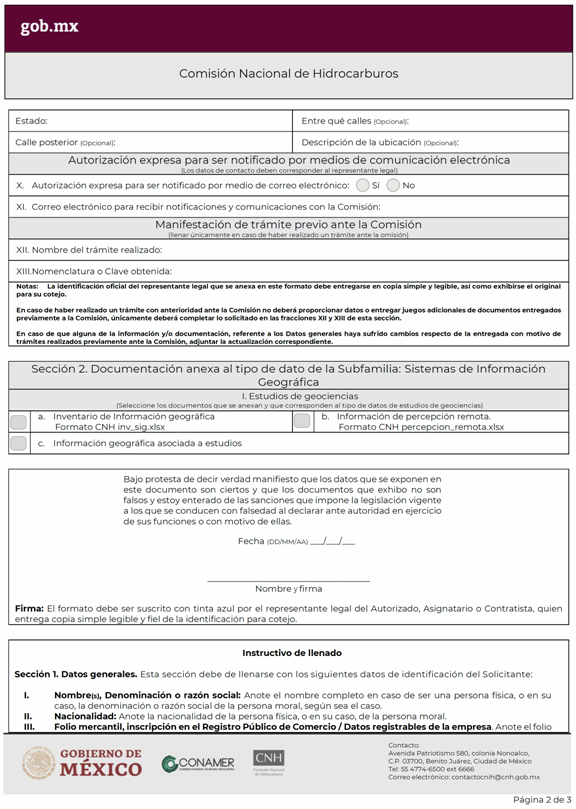 gob.mx
Comisión Nacional de Hidrocarburos
Estado:
Entre qué calles (Opcional):
Calle posterior (Opcional):
Descripción de la ubicación (Opcional):
Autorización expresa para ser notificado por medios de comunicación electrónica
(Los datos de contacto deben corresponder al representante legal)
X. Autorización expresa para ser notificado por medio de correo electrónico: Sí No
XI. Correo electrónico para recibir notificaciones y comunicaciones con la Comisión:
Manifestación de trámite previo ante la Comisión
(llenar únicamente en caso de haber realizado un trámite ante la omisión)
XII. Nombre del trámite realizado:
XIII.Nomenclatura o Clave obtenida:
Notas: La identificación oficial del representante legal que se anexa en este formato debe entregarse en copia simple y legible, así como exhibirse el original
para su cotejo.
En caso de haber realizado un trámite con anterioridad ante la Comisión no deberá proporcionar datos o entregar juegos adicionales de documentos entregados
previamente a la Comisión, únicamente deberá completar lo solicitado en las fracciones XII y XIII de esta sección.
En caso de que alguna de la información y/o documentación, referente a los Datos generales haya sufrido cambios respecto de la entregada con motivo de
trámites realizados previamente ante la Comisión, adjuntar la actualización correspondiente.
Sección 2. Documentación anexa al tipo de dato de la Subfamilia: Sistemas de Información
Geográfica
I. Estudios de geociencias
(Seleccione los documentos que se anexan y que corresponden al tipo de datos de estudios de geociencias)
a. Inventario de Información geográfica
Formato CNH inv_sig.xlsx
b. Información de percepción remota.
Formato CNH percepcion_remota.xlsx
c. Información geográfica asociada a estudios
Bajo protesta de decir verdad manifiesto que los datos que se exponen en
este documento son ciertos y que los documentos que exhibo no son
falsos y estoy enterado de las sanciones que impone la legislación vigente
a los que se conducen con falsedad al declarar ante autoridad en ejercicio
de sus funciones o con motivo de ellas.
Fecha (DD/MM/AA) ___/___/___
Nombre y firma
Firma: El formato debe ser suscrito con tinta azul por el representante legal del Autorizado, Asignatario o Contratista, quien
entrega copia simple legible y fiel de la identificación para cotejo.
Instructivo de llenado
Sección 1. Datos generales. Esta sección debe de llenarse con los siguientes datos de identificación del Solicitante:
I. Nombre(s), Denominación o razón social: Anote el nombre completo en caso de ser una persona física, o en su
caso, la denominación o razón social de la persona moral, según sea el caso.
II. Nacionalidad: Anote la nacionalidad de la persona física, o en su caso, de la persona moral.
III. Folio mercantil, inscripción en el Registro Público de Comercio / Datos registrables de la empresa. Anote el folio
GOBIERNO DE
MÉXICO
CONAMER
CNH
Comisión Nacional
de Hidrocarburos
Contacto:
Avenida Patriotismo 580, colonia Nonoalco,
C.P. 03700, Benito Juárez, Ciudad de México
Tel: 55 4774-6500 ext 6666
Correo electrónico: contactocnih@cnh.gob.mx
Página 2 de 3